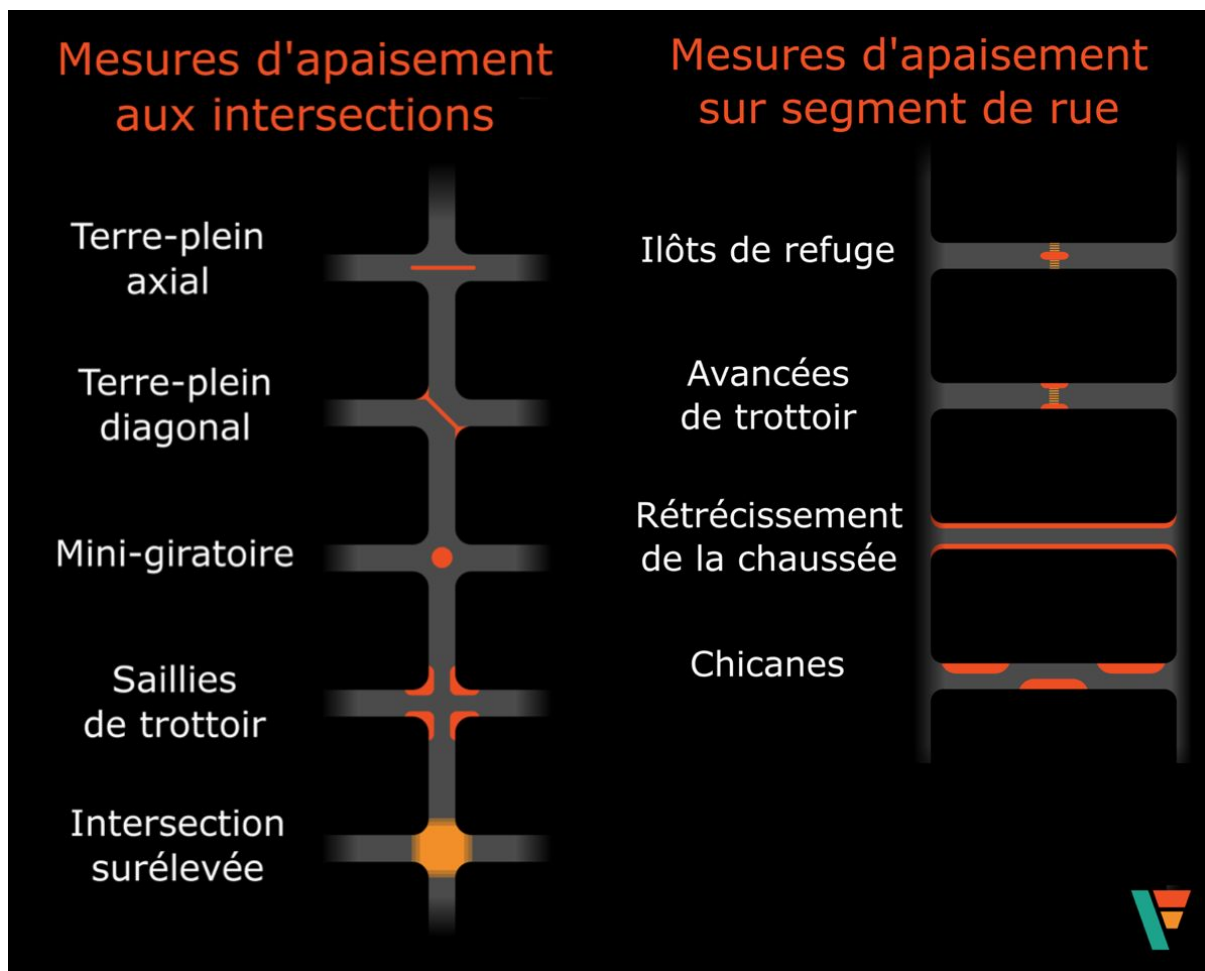 Mesures d'apaisement
aux intersections
Terre-plein
axial
Terre-plein
diagonal
Mini-giratoire
Saillies
de trottoir
Intersection
surélevée
Mesures d'apaisement
sur segment de rue
Ilôts de refuge
Avancées
de trottoir
Rétrécissement
de la chaussée
Chicanes